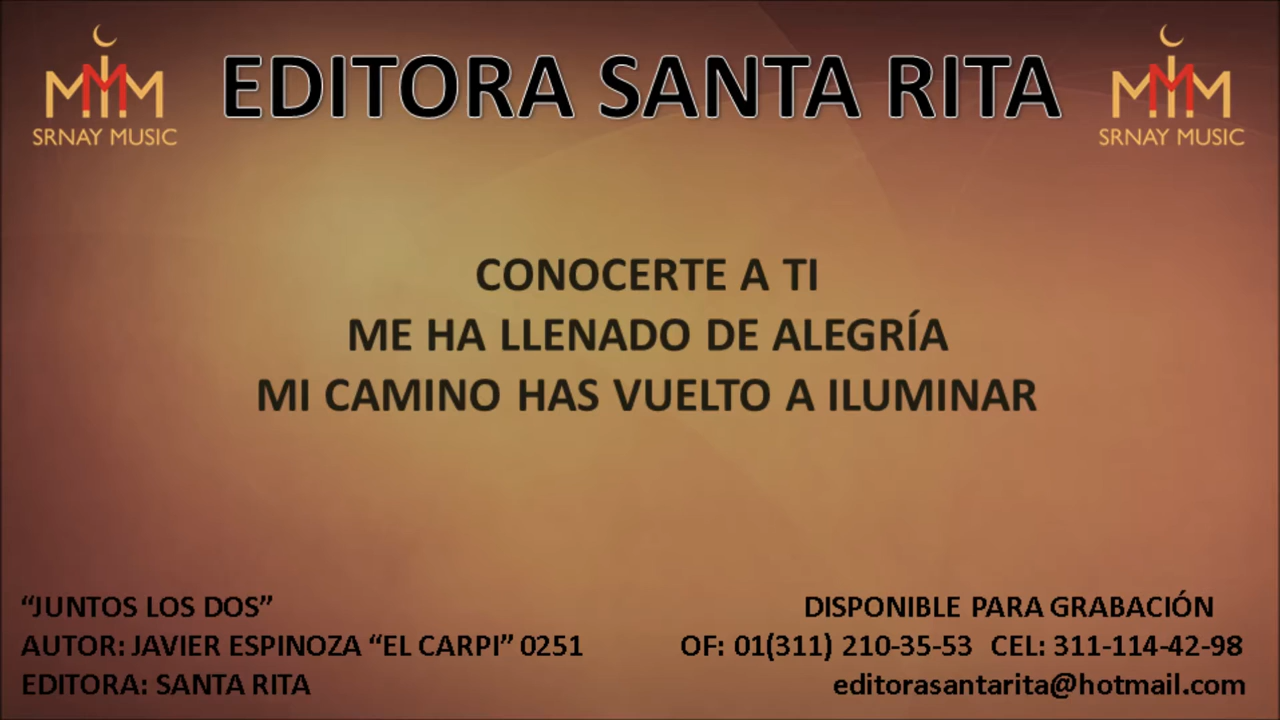 EDITORA SANTA RITA
SRNAY MUSIC
SRNAY MUSIC
CONOCERTE A TI
ME HA LLENADO DE ALEGRÍA
MI CAMINO HAS VUELTO A ILUMINAR
“JUNTOS LOS DOS”
AUTOR: JAVIER ESPINOZA “EL CARPI” 0251
EDITORA: SANTA RITA
DISPONIBLE PARA GRABACIÓN
OF: 01(311) 210-35-53 CEL: 311-114-42-98
editorasantarita@hotmail.com